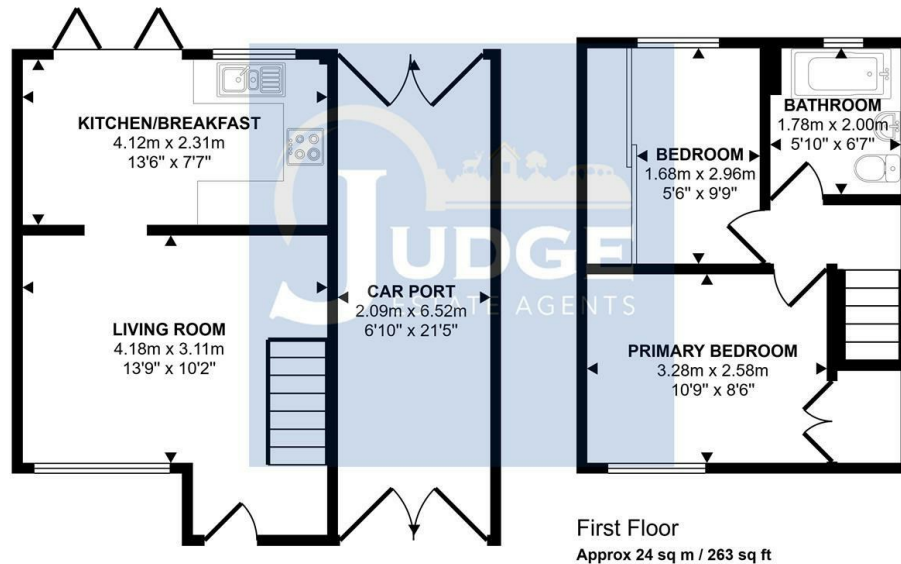 KITCHEN/BREAKFAST
4.12m x 2.31m
13'6" x 7'7"
LIVING ROOM
4.18m x 3.11m
13'9" x 10'2"
CAR PORT
2.09m x 6.52m
6'10" x 21'5"
JUDGE
ESTATE AGENTS
BEDROOM
1.68m x 2.96m
5'6" x 9'9"
BATHROOM
1.78m x 2.00m
5'10" x 6'7"
PRIMARY BEDROOM
3.28m x 2.58m
10'9" x 8'6"
First Floor
Approx 24 sq m / 263 sq ft